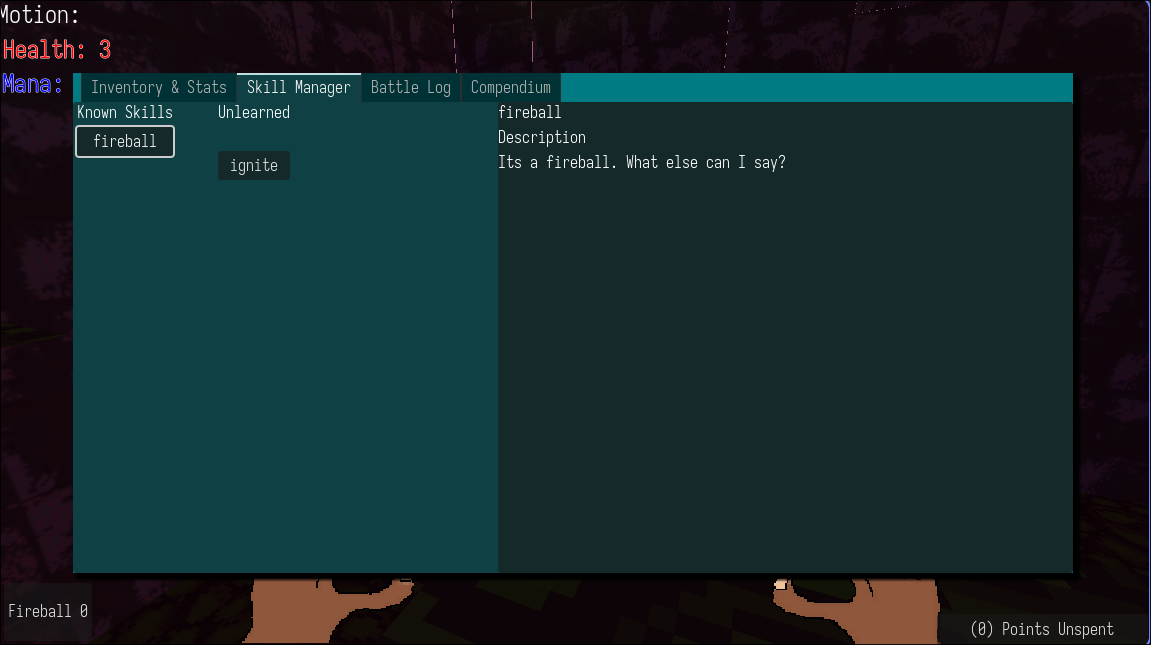 Motion:
Health: 3
Mana:
Inventory & Stats Skill Manager Battle Log Compendium
Known Skills Unlearned
fireball
ignite
fireball
Description
Its a fireball. What else can I say?
Fireball 0
(0) Points Unspent